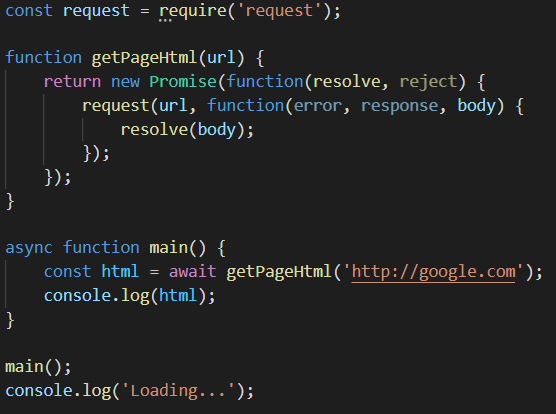 const request = require('request');
function getPageHtml(url) {
    return new Promise(function(resolve, reject) {
        request(url, function(error, response, body) {
            resolve(body);
        });
    });
}
async function main() {
    const html = await getPageHtml('http://google.com');
    console.log(html);
}
main();
console.log('Loading...');